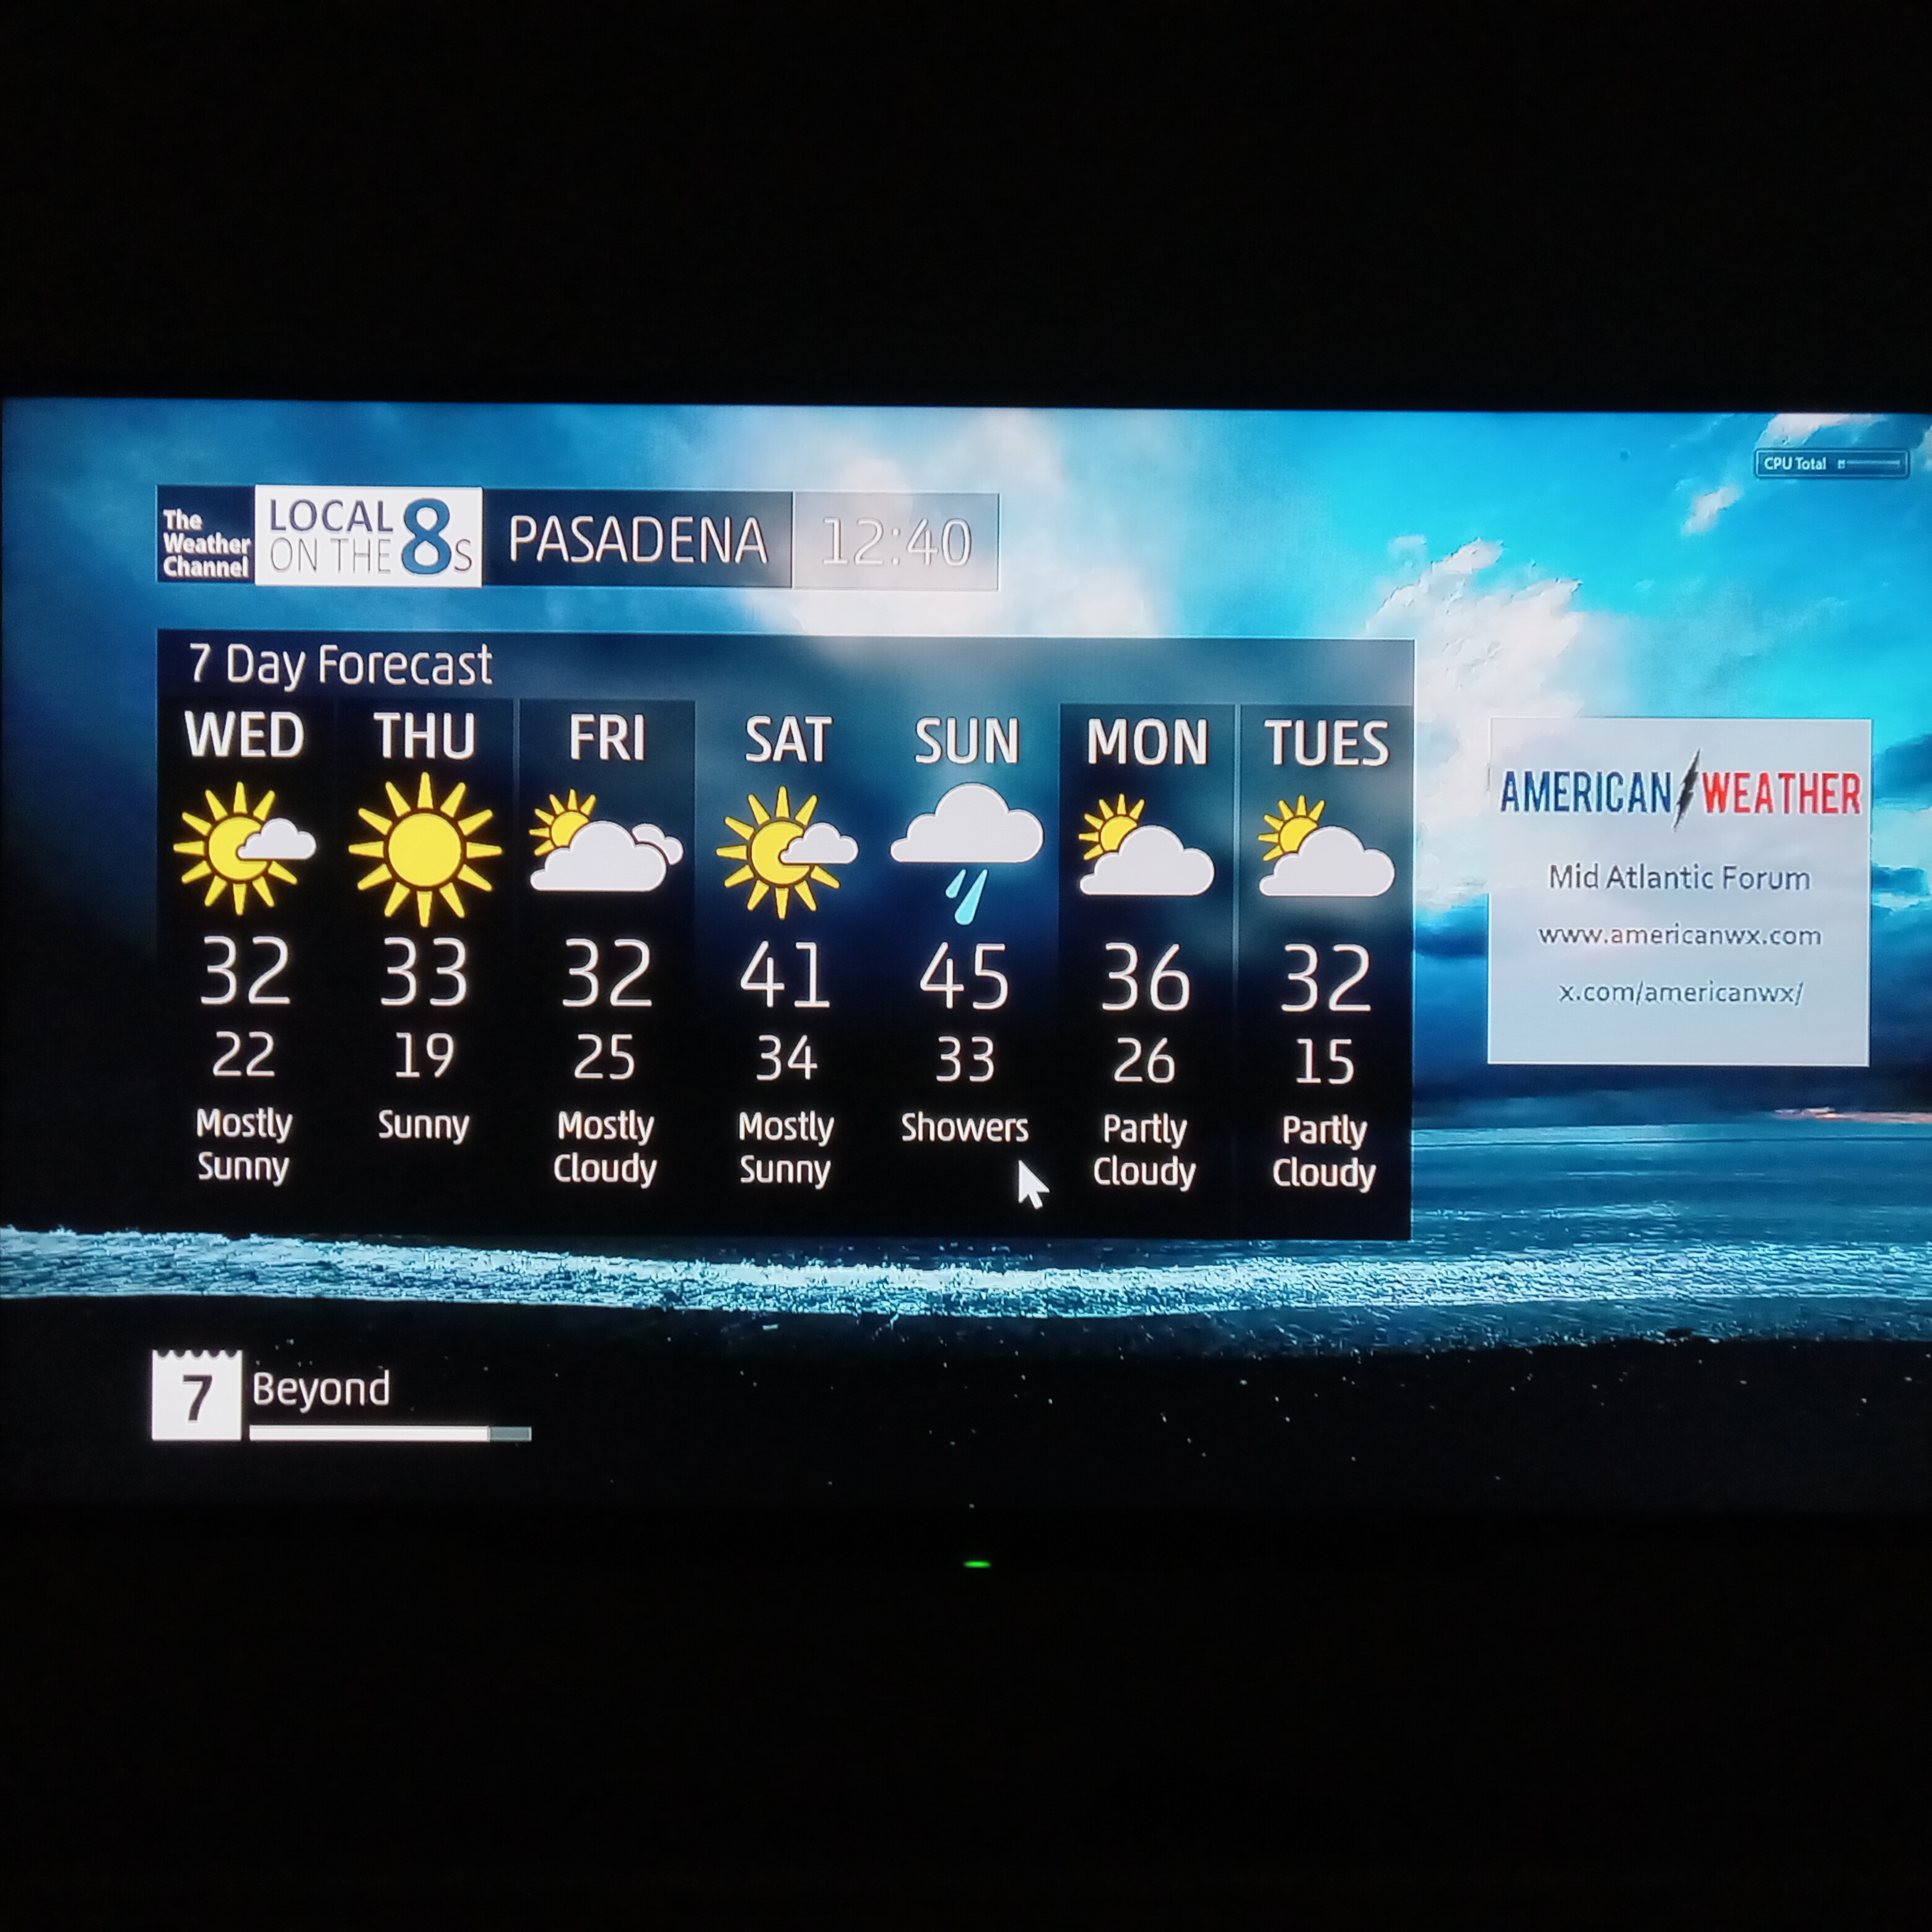 CPU Total
The
Weather
Channel
LOCAL
ON THE 8s
PASADENA
12:40
7 Day Forecast
WED THU FRI SAT SUN MON TUES
32 33 32 41 45 36 32
22 19 25 34 33 26 15
Mostly Sunny
Sunny
Mostly Cloudy
Mostly Sunny
Showers
Partly Cloudy
Partly Cloudy
AMERICAN WEATHER
Mid Atlantic Forum
www.americanwx.com
x.com/americanwx/
7
Beyond